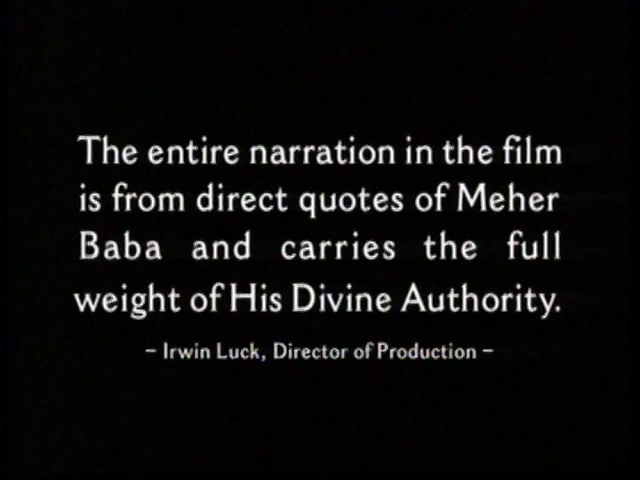 The entire narration in the film
is from direct quotes of Meher
Baba and carries the full
weight of His Divine Authority.
– Irwin Luck, Director of Production –